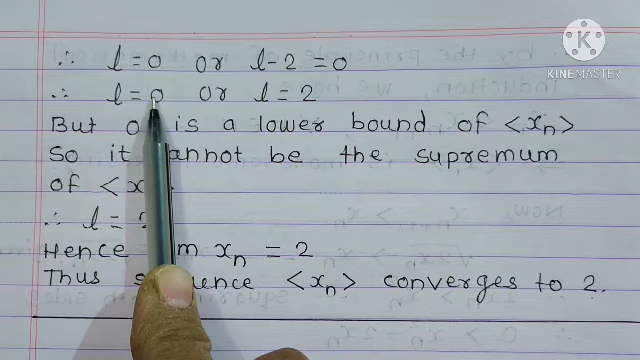 ∴ l = 0 or l - 2 = 0
∴ l = 0 or l = 2
But 0 is a lower bound of <xn>
So it cannot be the supremum
of <x
∴ l =
Hence xn = 2
Thus converges to 2.
<xn>
KINEMASTER